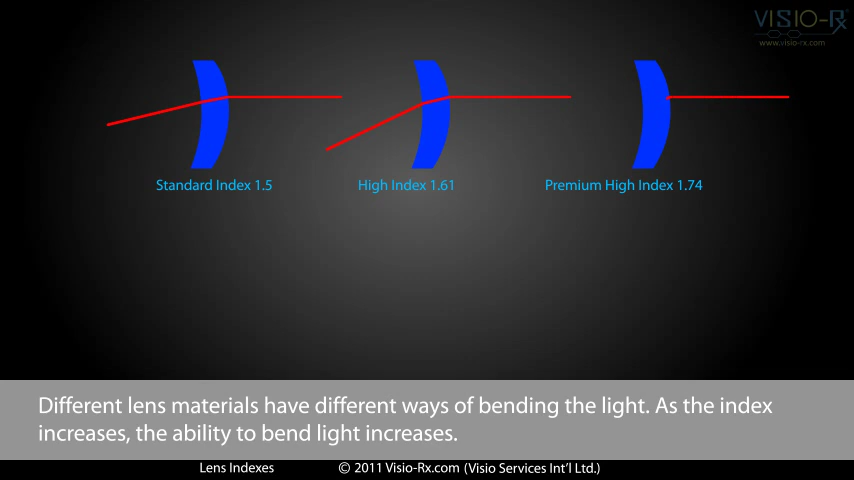 VISIO-Rx
www.visio-rx.com
Standard Index 1.5
High Index 1.61
Premium High Index 1.74
Different lens materials have different ways of bending the light. As the index
increases, the ability to bend light increases.
Lens Indexes
© 2011 Visio-Rx.com (Visio Services Int'l Ltd.)